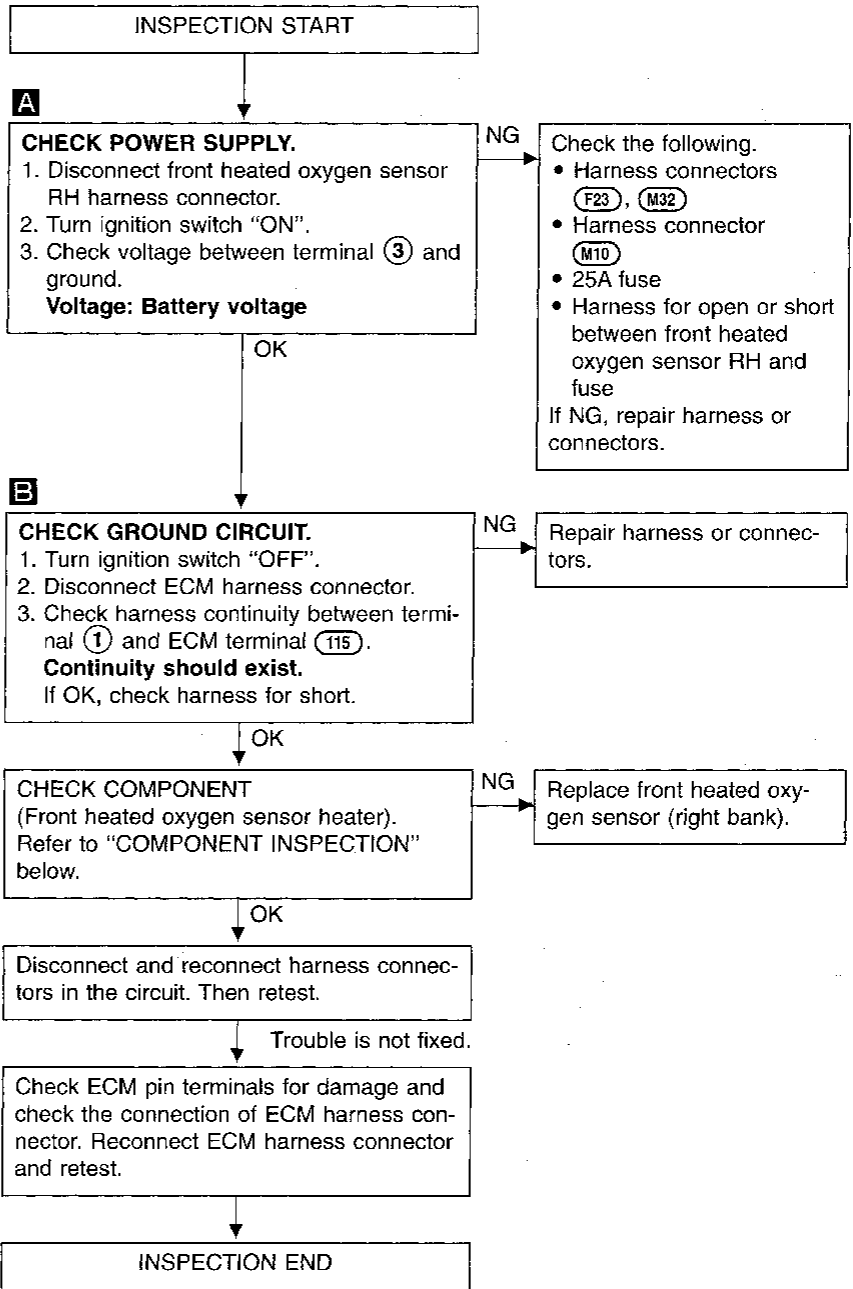 INSPECTION START
A
CHECK POWER SUPPLY.
1. Disconnect front heated oxygen sensor
RH harness connector.
2. Turn ignition switch “ON”.
3. Check voltage between terminal ③ and
ground.
Voltage: Battery voltage
NG
Check the following.
• Harness connectors
F23, M32
• Harness connector
M10
• 25A fuse
• Harness for open or short
between front heated
oxygen sensor RH and
fuse
If NG, repair harness or
connectors.
OK
B
CHECK GROUND CIRCUIT.
1. Turn ignition switch “OFF”.
2. Disconnect ECM harness connector.
3. Check harness continuity between termi-
nal ① and ECM terminal 115.
Continuity should exist.
If OK, check harness for short.
NG
Repair harness or connec-
tors.
OK
CHECK COMPONENT
(Front heated oxygen sensor heater).
Refer to “COMPONENT INSPECTION”
below.
NG
Replace front heated oxy-
gen sensor (right bank).
OK
Disconnect and reconnect harness connec-
tors in the circuit. Then retest.
Trouble is not fixed.
Check ECM pin terminals for damage and
check the connection of ECM harness con-
nector. Reconnect ECM harness connector
and retest.
INSPECTION END